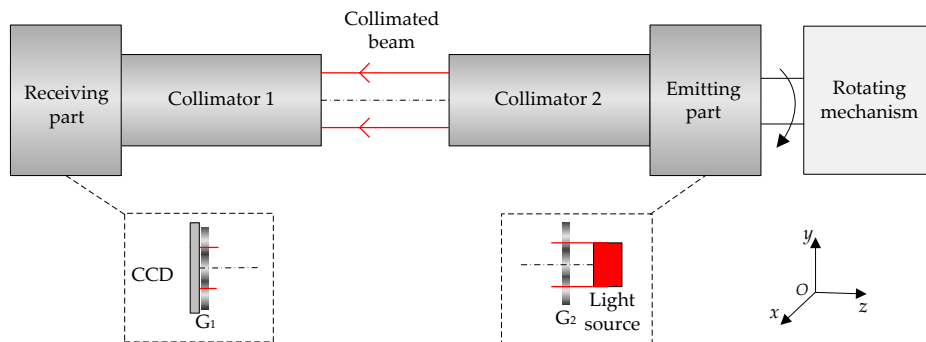 Collimated
beam
Receiving
part
Collimator 1
Collimator 2
Emitting
part
Rotating
mechanism
CCD
G1
G2
Light
source
y
O
x
z